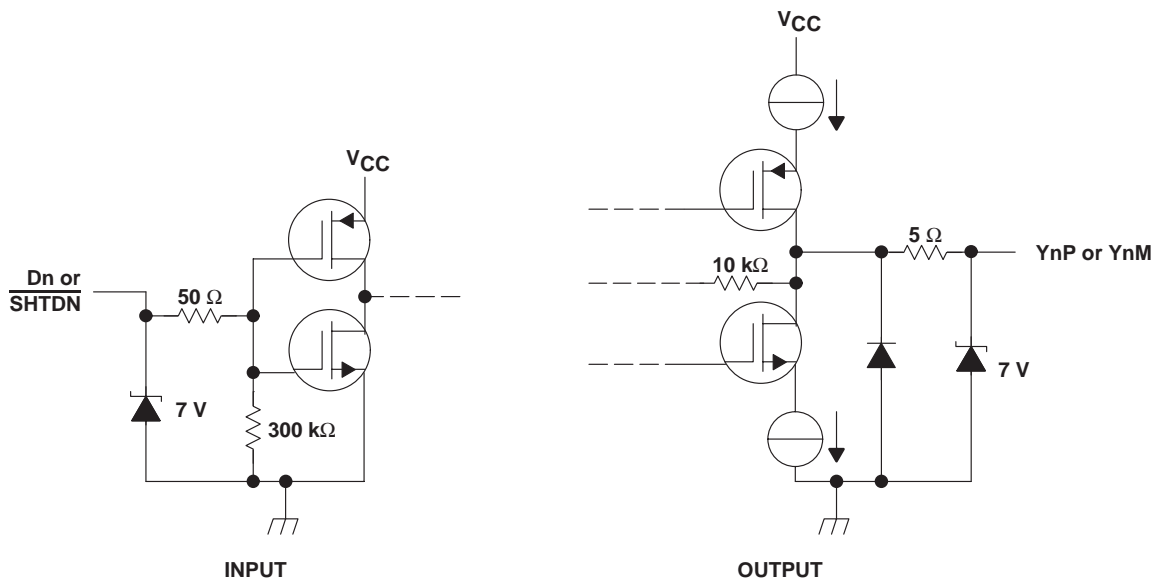 VCC
VCC
Dn or
SHTDN
50 Ω
7 V
300 kΩ
INPUT
5 Ω
YnP or YnM
10 kΩ
7 V
OUTPUT